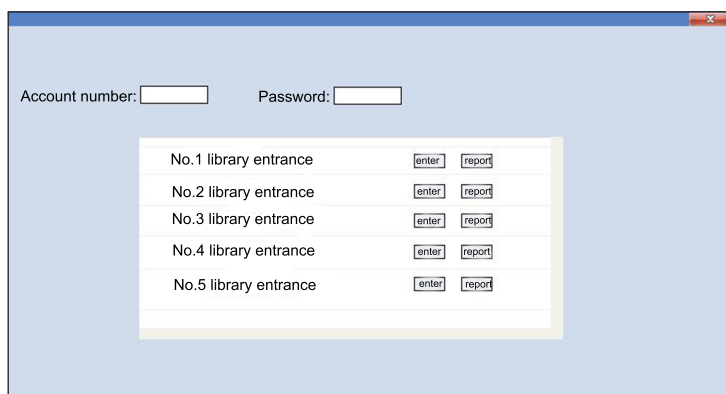 Account number: Password:
No.1 library entrance enter report
No.2 library entrance enter report
No.3 library entrance enter report
No.4 library entrance enter report
No.5 library entrance enter report